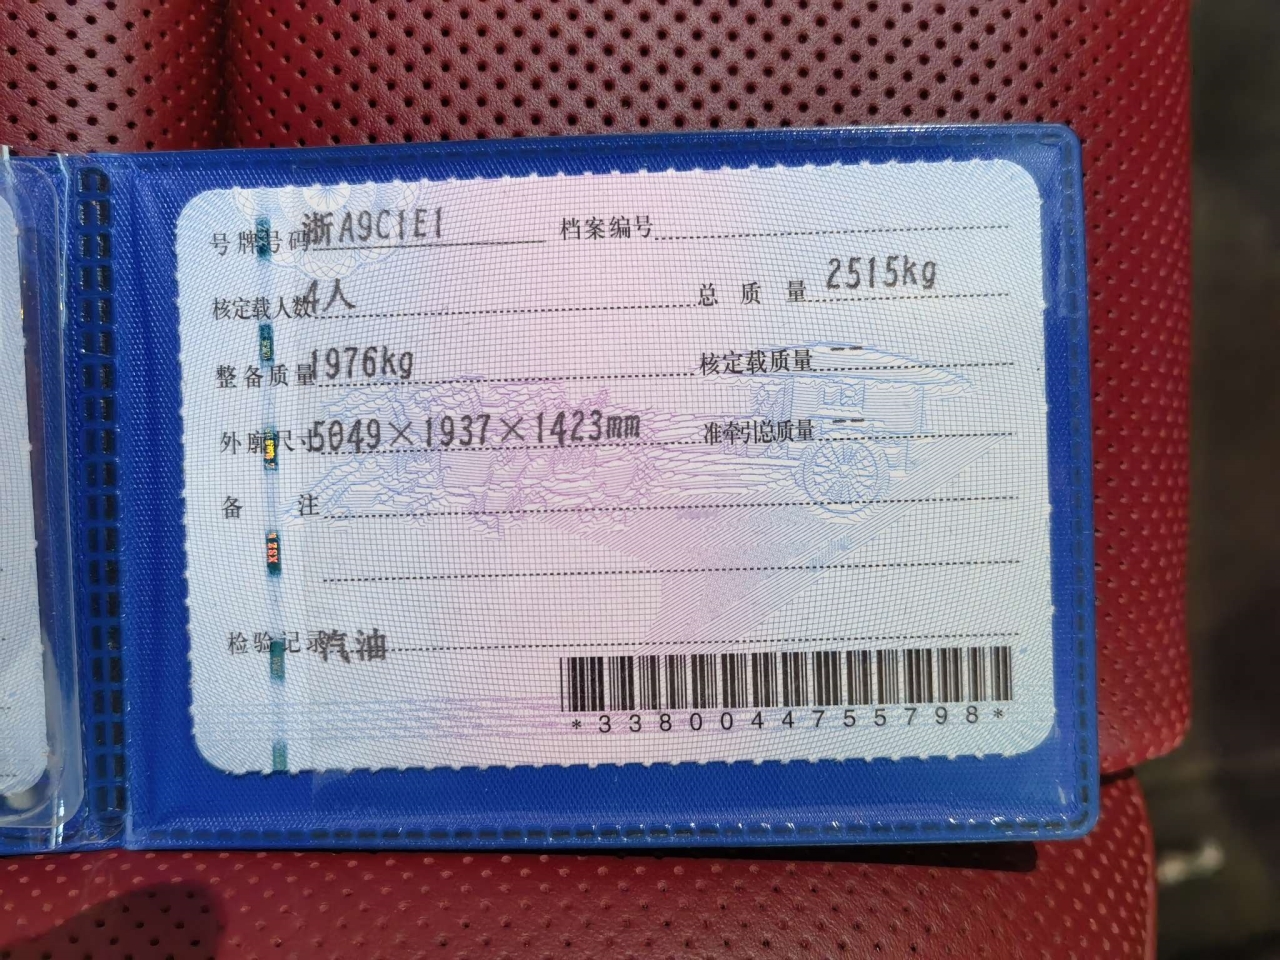 号牌号码 浙A9C1E1 档案编号
核定载人数 4人 总质量 2515kg
整备质量 1976kg 核定载质量 --
外廓尺寸 5049×1937×1423mm 准牵引总质量 --
备注
检验记录 汽油
*3380044755798*